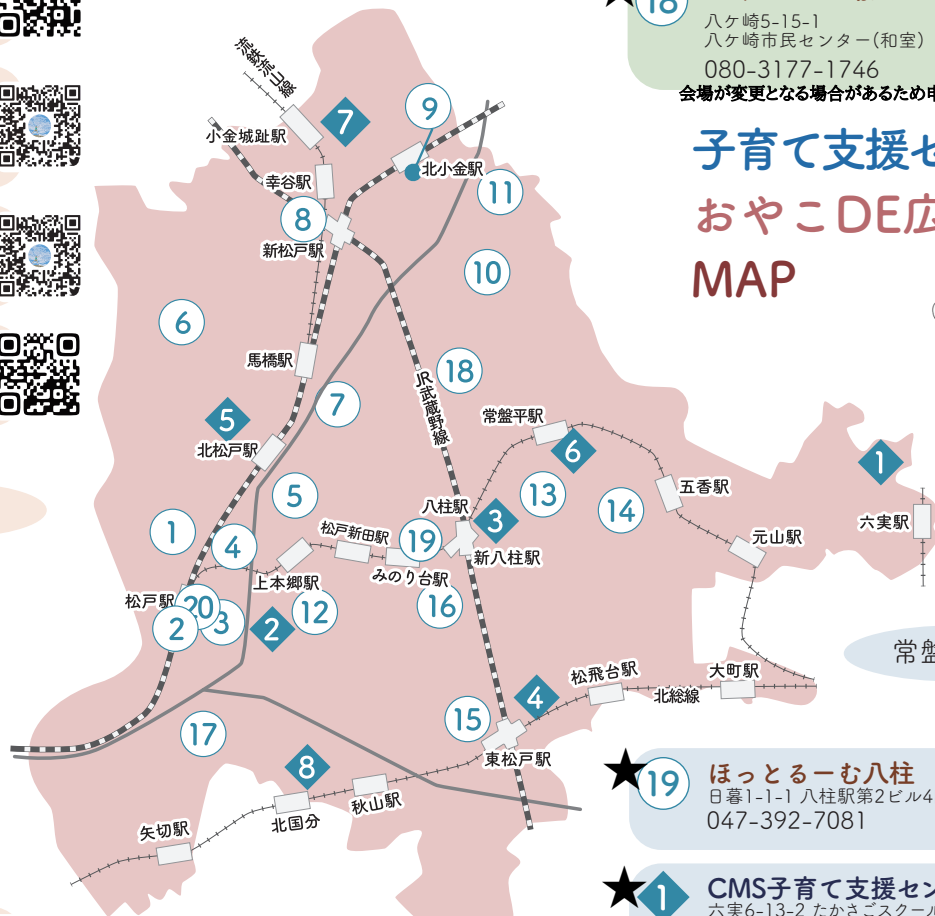 18
八ケ崎5-15-1
八ケ崎市民センター(和室)
080-3177-1746
会場が変更となる場合があるため申
子育て支援セ
おやこDE広
MAP
流鉄流山線
7
9
小金城趾駅
北小金駅
幸谷駅
11
8
新松戸駅
10
6
馬橋駅
18
JR武蔵野線
7
常盤平駅
5
北松戸駅
6
1
五香駅
13
5
14
八柱駅
3
六実駅
1
4
松戸新田駅
19
元山駅
新八柱駅
上本郷駅
みのり台駅
松戸駅
20
2
3
2
12
16
常盤
松飛台駅
大町駅
4
北総線
15
17
東松戸駅
8
秋山駅
北国分
矢切駅
19
ほっとるーむ八柱
日暮1-1-1 八柱駅第2ビル4
047-392-7081
1
CMS子育て支援セン
六実6-13-2 たかさごスクール